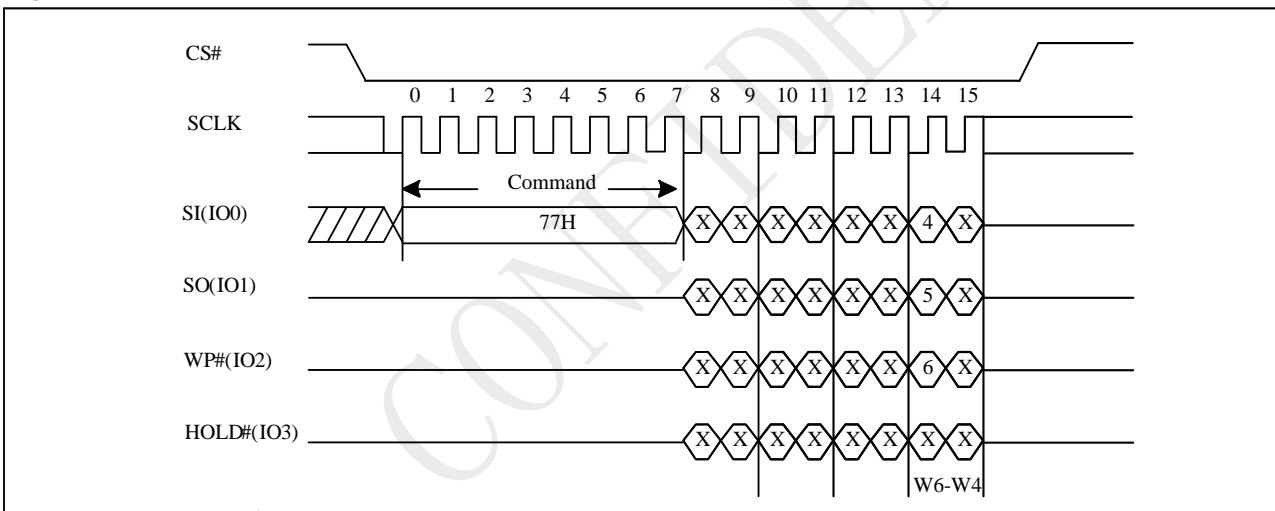 CS#
0 1 2 3 4 5 6 7 8 9 10 11 12 13 14 15
SCLK
Command
SI(IO0) 77H X X X X X X 4 X
SO(IO1) X X X X X X 5 X
WP#(IO2) X X X X X X 6 X
HOLD#(IO3) X X X X X X X X
W6-W4